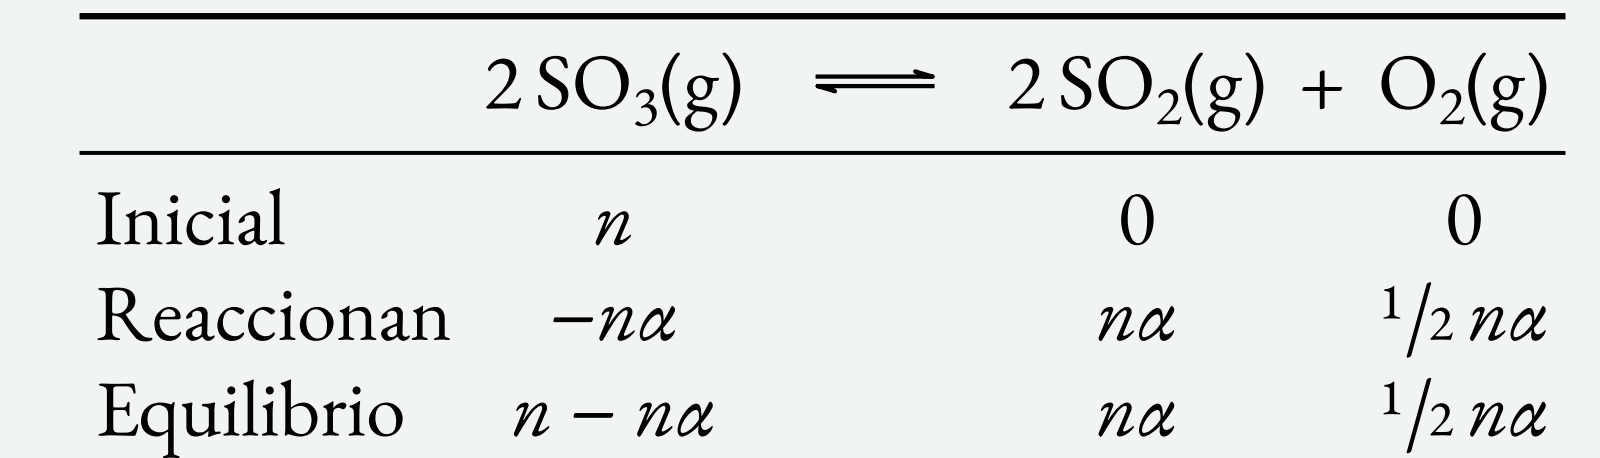 2 SO₃(g) ⇌ 2 SO₂(g) + O₂(g)
Inicial n 0 0
Reaccionan −nα nα 1/2 nα
Equilibrio n − nα nα 1/2 nα